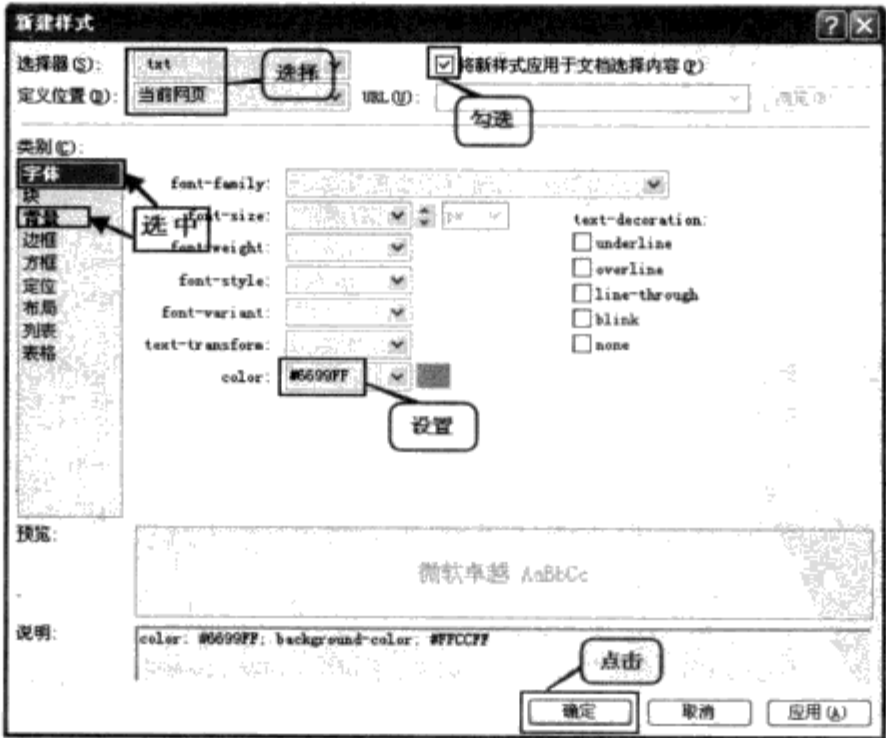 新建样式
选择器(S): .txt 选择 将新样式应用于文档选择内容(P)
定义位置(D): 当前网页 URL(U):
勾选
类别(C):
字体
块
背景
边框
方框
定位
布局
列表
表格
选中
font-family:
font-size: px
font-weight:
font-style:
font-variant:
text-transform:
color: #6699FF
text-decoration:
underline
overline
line-through
blink
none
设置
预览:
微软卓越 AaBbCc
说明:
color: #6699FF; background-color: #FFCCFF
点击
确定 取消 应用(A)